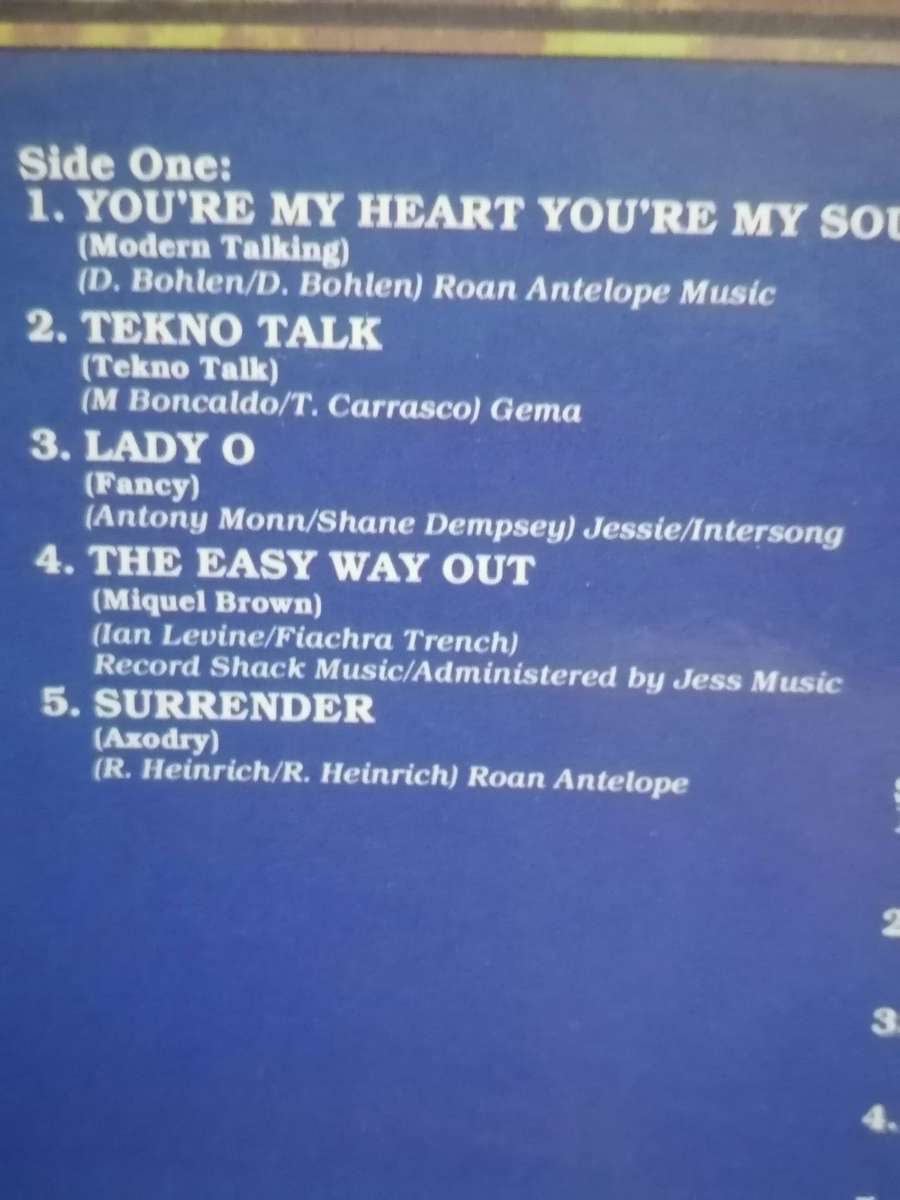 Side One:
1. YOU'RE MY HEART YOU'RE MY SOU
(Modern Talking)
(D. Bohlen/D. Bohlen) Roan Antelope Music
2. TEKNO TALK
(Tekno Talk)
(M Boncaldo/T. Carrasco) Gema
3. LADY O
(Fancy)
(Antony Monn/Shane Dempsey) Jessie/Intersong
4. THE EASY WAY OUT
(Miquel Brown)
(Ian Levine/Fiachra Trench)
Record Shack Music/Administered by Jess Music
5. SURRENDER
(Axodry)
(R. Heinrich/R. Heinrich) Roan Antelope
2
3.
4.